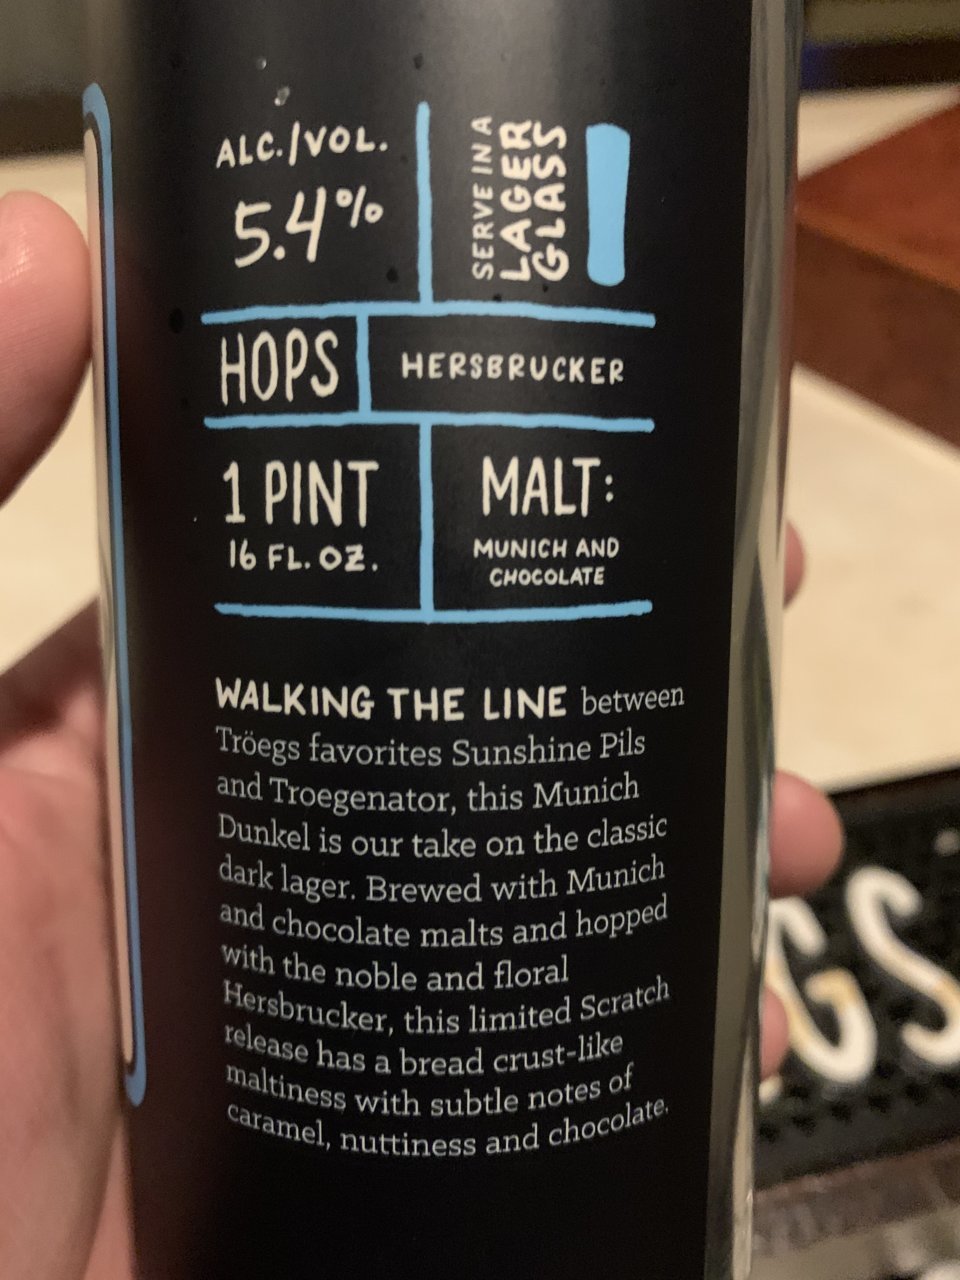 ALC./VOL.
5.4%
SERVE IN A
LAGER
GLASS
HOPS
HERSBRUCKER
1 PINT
16 FL. OZ.
MALT:
MUNICH AND
CHOCOLATE
WALKING THE LINE between
Tröegs favorites Sunshine Pils
and Troegenator, this Munich
Dunkel is our take on the classic
dark lager. Brewed with Munich
and chocolate malts and hopped
with the noble and floral
Hersbrucker, this limited Scratch
release has a bread crust-like
maltiness with subtle notes of
caramel, nuttiness and chocolate.
GS